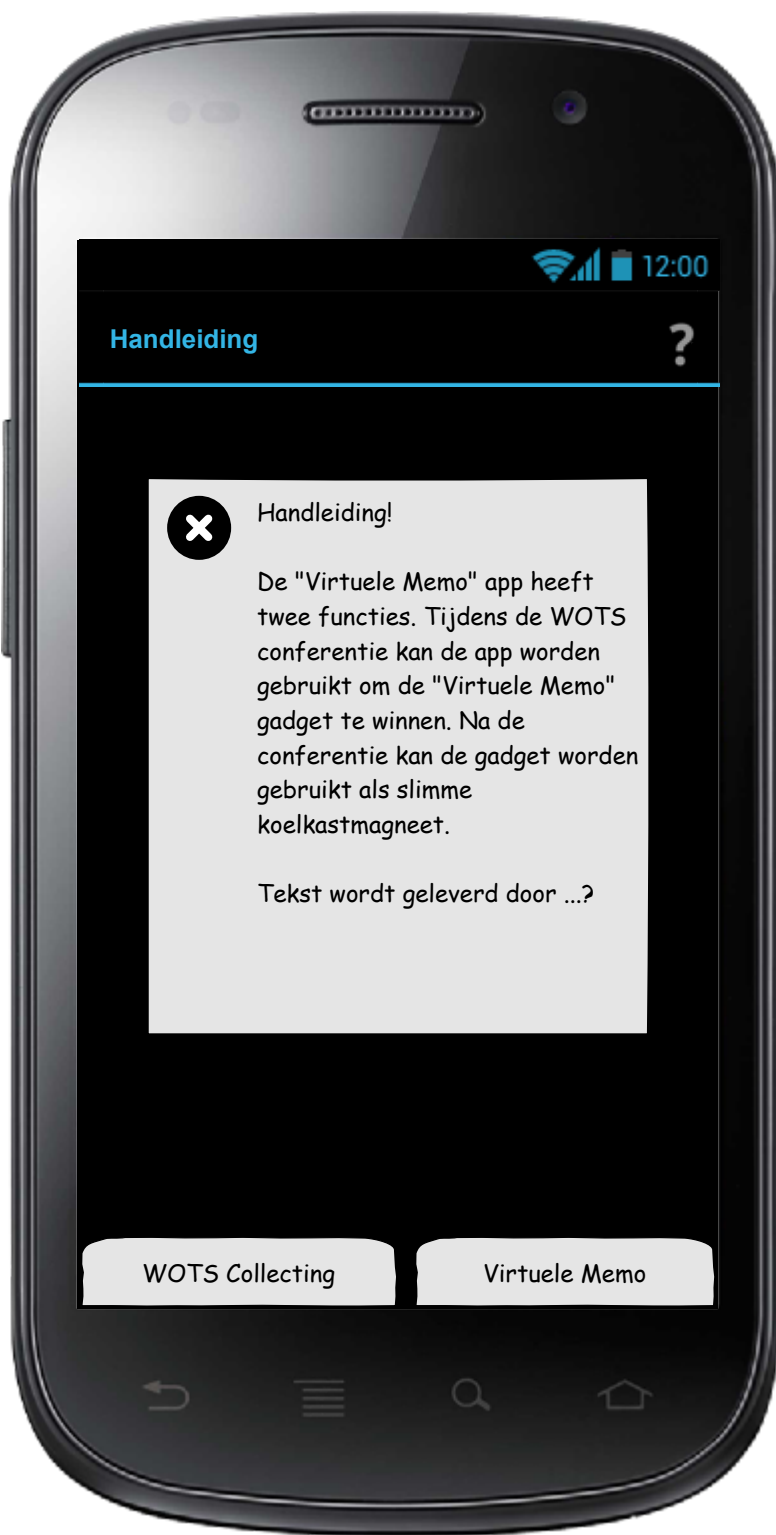 12:00
Handleiding
?
Handleiding!
De "Virtuele Memo" app heeft
twee functies. Tijdens de WOTS
conferentie kan de app worden
gebruikt om de "Virtuele Memo"
gadget te winnen. Na de
conferentie kan de gadget worden
gebruikt als slimme
koelkastmagneet.
Tekst wordt geleverd door ...?
WOTS Collecting
Virtuele Memo